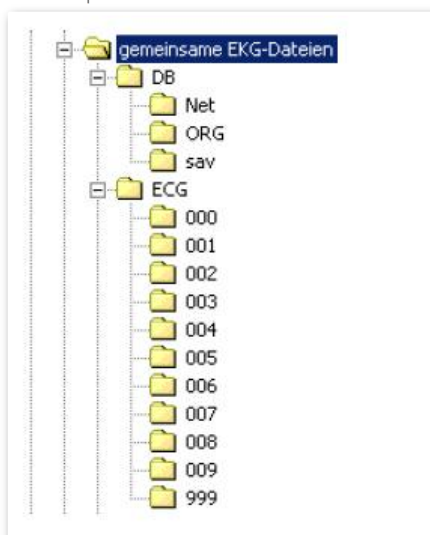 gemeinsame EKG-Dateien
DB
Net
ORG
sav
ECG
000
001
002
003
004
005
006
007
008
009
999